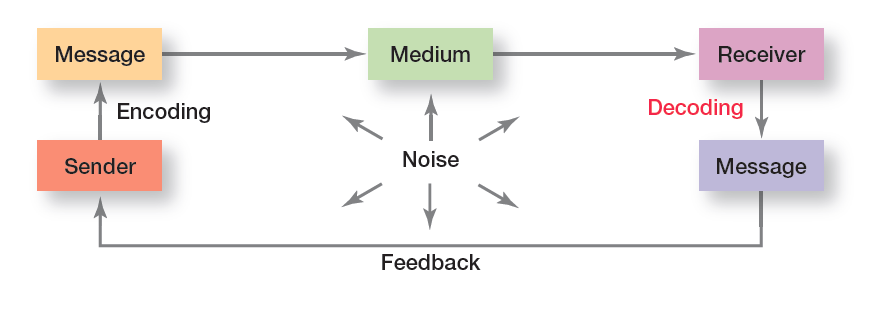 Message
Medium
Receiver
Encoding
Decoding
Noise
Sender
Message
Feedback